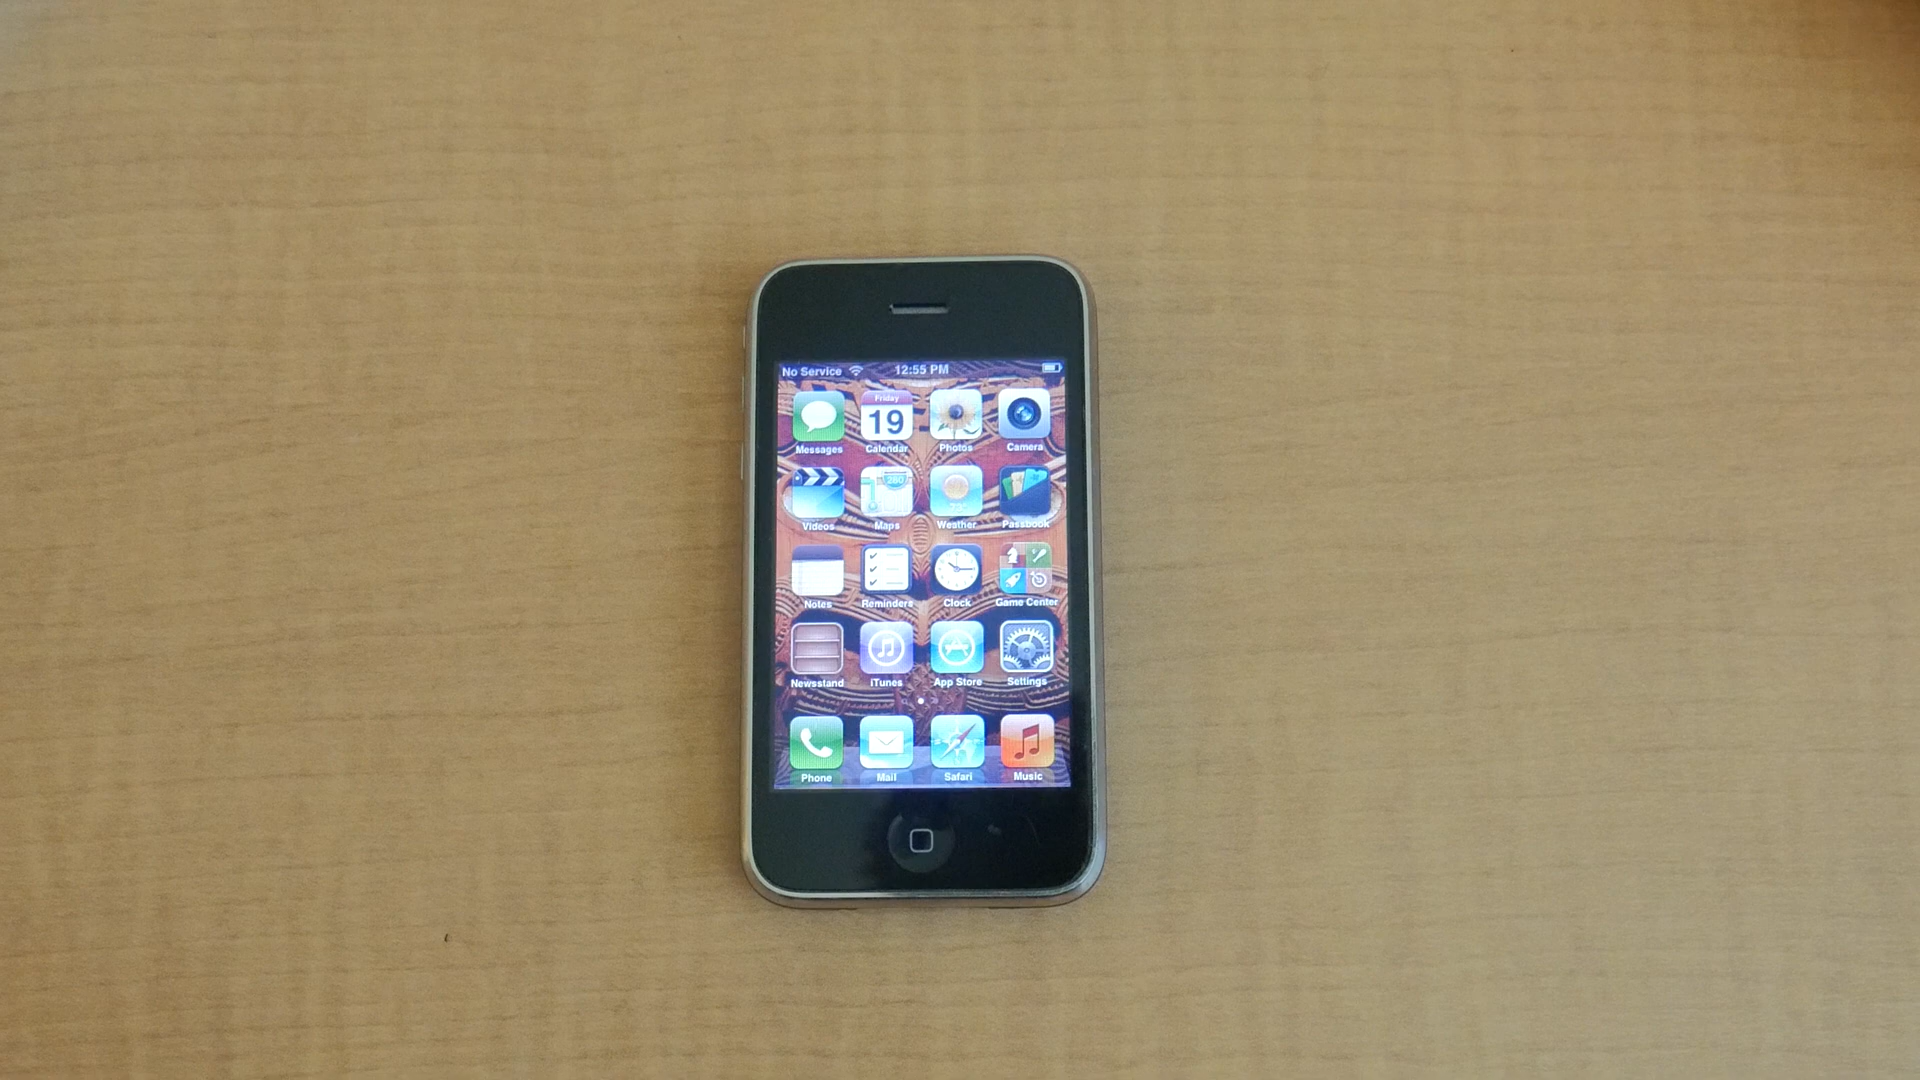 No Service 12:55 PM
Friday
19
Messages Calendar Photos Camera
280
Videos Maps Weather Passbook
Notes Reminders Clock Game Center
Newsstand iTunes App Store Settings
Phone Mail Safari Music